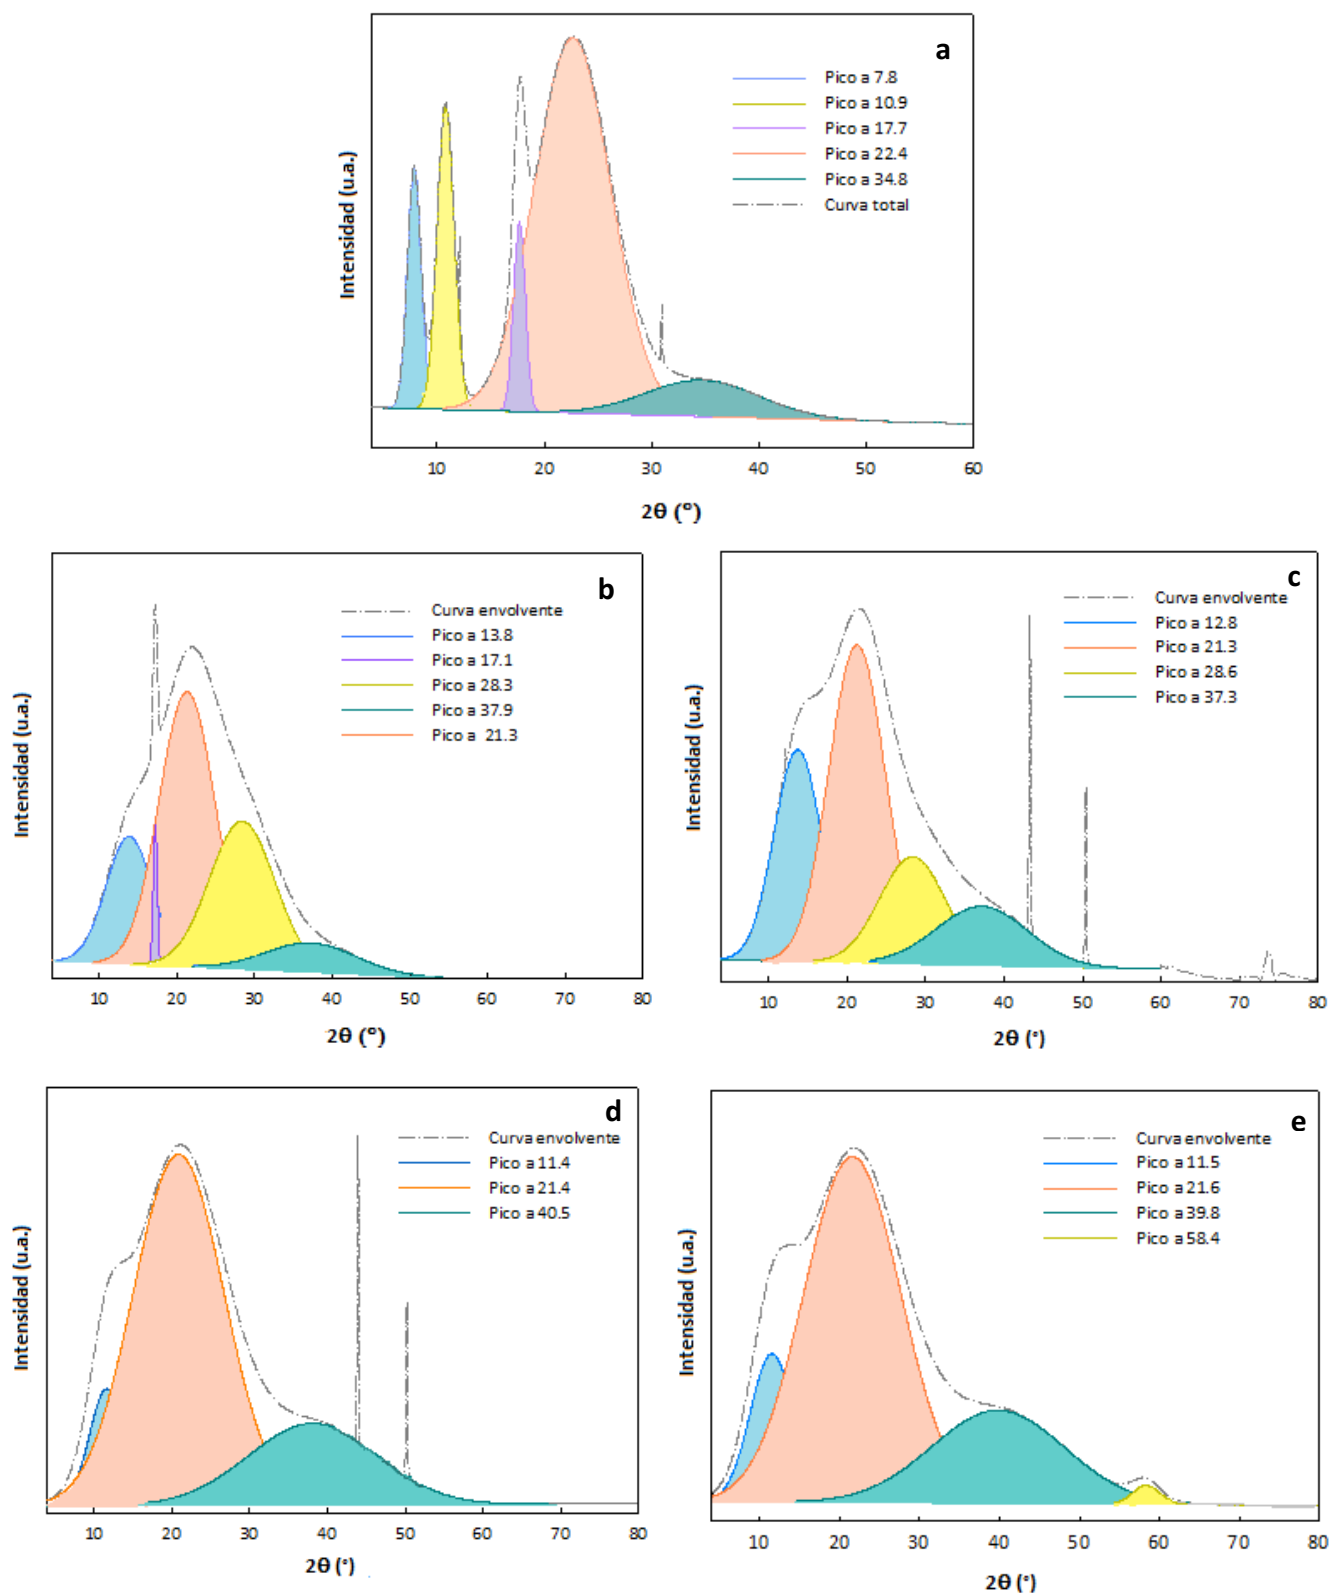 a
Pico a 7.8
Pico a 10.9
Pico a 17.7
Pico a 22.4
Pico a 34.8
Curva total
Intensidad (u.a.)
10 20 30 40 50 60
2θ (°)
b
Curva envolvente
Pico a 13.8
Pico a 17.1
Pico a 28.3
Pico a 37.9
Pico a 21.3
Intensidad (u.a.)
10 20 30 40 50 60 70 80
2θ (°)
c
Curva envolvente
Pico a 12.8
Pico a 21.3
Pico a 28.6
Pico a 37.3
Intensidad (u.a.)
10 20 30 40 50 60 70 80
2θ (°)
d
Curva envolvente
Pico a 11.4
Pico a 21.4
Pico a 40.5
Intensidad (u.a.)
10 20 30 40 50 60 70 80
2θ (°)
e
Curva envolvente
Pico a 11.5
Pico a 21.6
Pico a 39.8
Pico a 58.4
Intensidad (u.a.)
10 20 30 40 50 60 70 80
2θ (°)